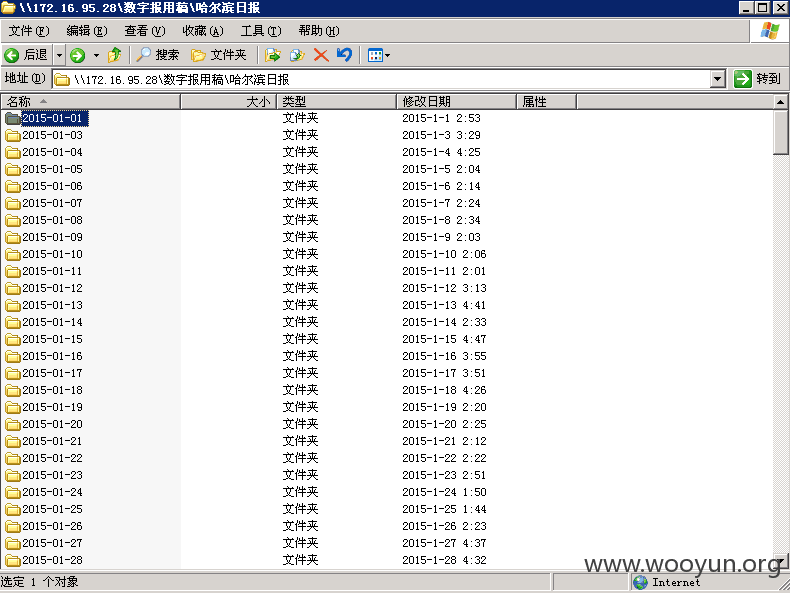 \\172.16.95.28\数字报用稿\哈尔滨日报
文件(F) 编辑(E) 查看(V) 收藏(A) 工具(T) 帮助(H)
后退 搜索 文件夹
地址(D) \\172.16.95.28\数字报用稿\哈尔滨日报 转到
名称 大小 类型 修改日期 属性
2015-01-01 文件夹 2015-1-1 2:53
2015-01-03 文件夹 2015-1-3 3:29
2015-01-04 文件夹 2015-1-4 4:25
2015-01-05 文件夹 2015-1-5 2:04
2015-01-06 文件夹 2015-1-6 2:14
2015-01-07 文件夹 2015-1-7 2:24
2015-01-08 文件夹 2015-1-8 2:34
2015-01-09 文件夹 2015-1-9 2:03
2015-01-10 文件夹 2015-1-10 2:06
2015-01-11 文件夹 2015-1-11 2:01
2015-01-12 文件夹 2015-1-12 3:13
2015-01-13 文件夹 2015-1-13 4:41
2015-01-14 文件夹 2015-1-14 2:33
2015-01-15 文件夹 2015-1-15 4:47
2015-01-16 文件夹 2015-1-16 3:55
2015-01-17 文件夹 2015-1-17 3:51
2015-01-18 文件夹 2015-1-18 4:26
2015-01-19 文件夹 2015-1-19 2:20
2015-01-20 文件夹 2015-1-20 2:25
2015-01-21 文件夹 2015-1-21 2:12
2015-01-22 文件夹 2015-1-22 2:22
2015-01-23 文件夹 2015-1-23 2:51
2015-01-24 文件夹 2015-1-24 1:50
2015-01-25 文件夹 2015-1-25 1:44
2015-01-26 文件夹 2015-1-26 2:23
2015-01-27 文件夹 2015-1-27 4:37
2015-01-28 文件夹 2015-1-28 4:32
www.wooyun.org
选定 1 个对象 Internet